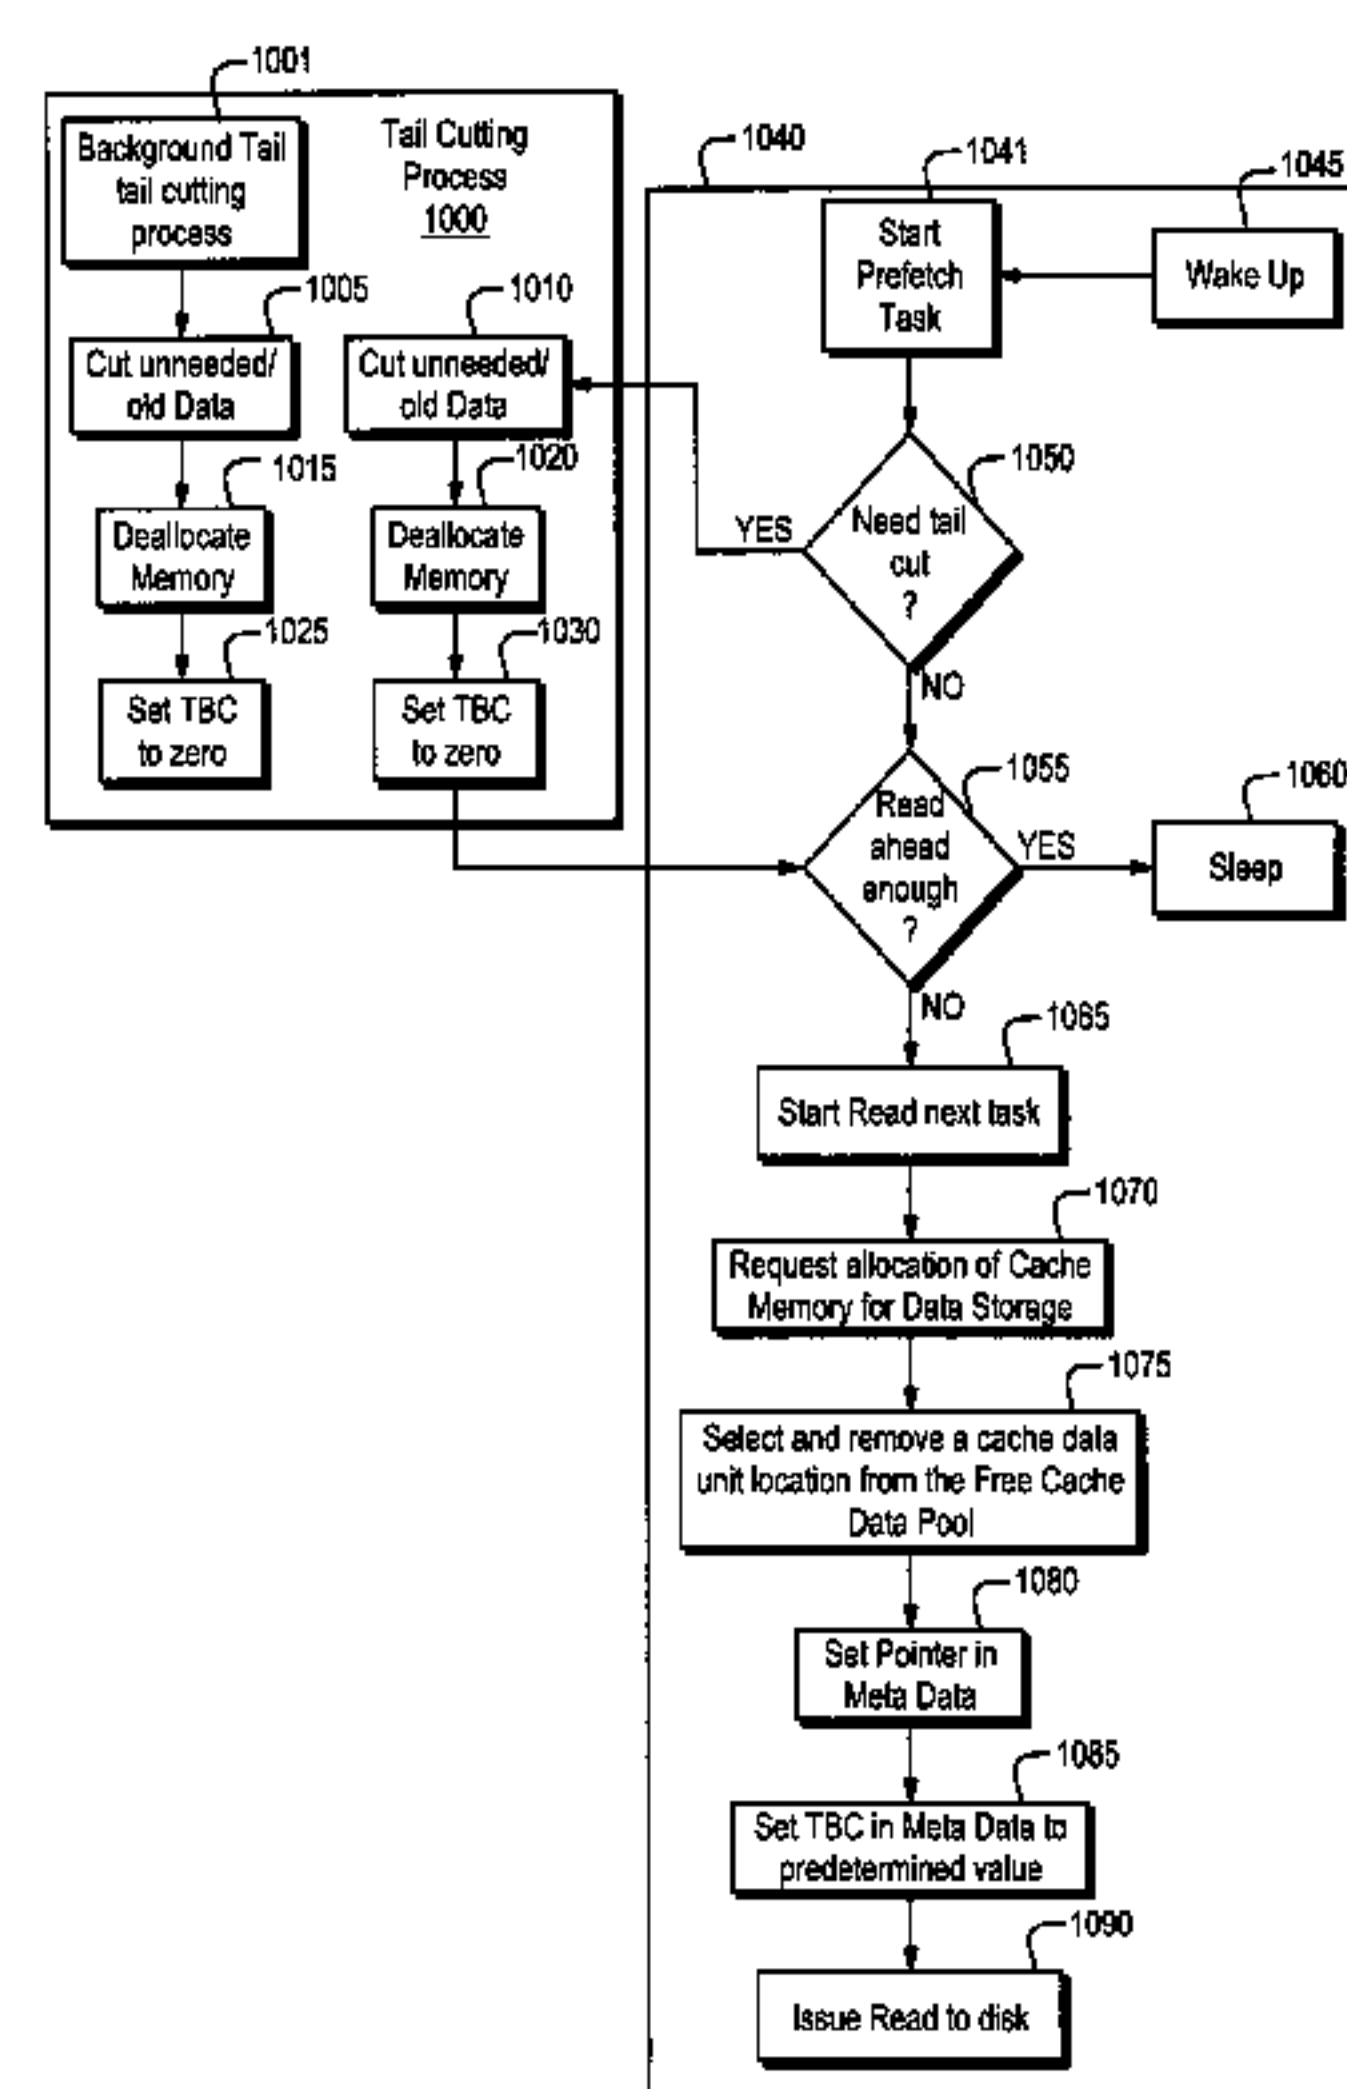 1001
Background Tail
tail cutting
process
Tail Cutting
Process
1000
1005
Cut unneeded/
old Data
1010
Cut unneeded/
old Data
1015
Deallocate
Memory
1020
Deallocate
Memory
1025
Set TBC
to zero
1030
Set TBC
to zero
1040
1041
Start
Prefetch
Task
1045
Wake Up
1050
Need tail
cut
?
YES
NO
1055
Read
ahead
enough
?
YES
1060
Sleep
NO
1065
Start Read next task
1070
Request allocation of Cache
Memory for Data Storage
1075
Select and remove a cache data
unit location from the Free Cache
Data Pool
1080
Set Pointer in
Meta Data
1085
Set TBC in Meta Data to
predetermined value
1090
Issue Read to disk